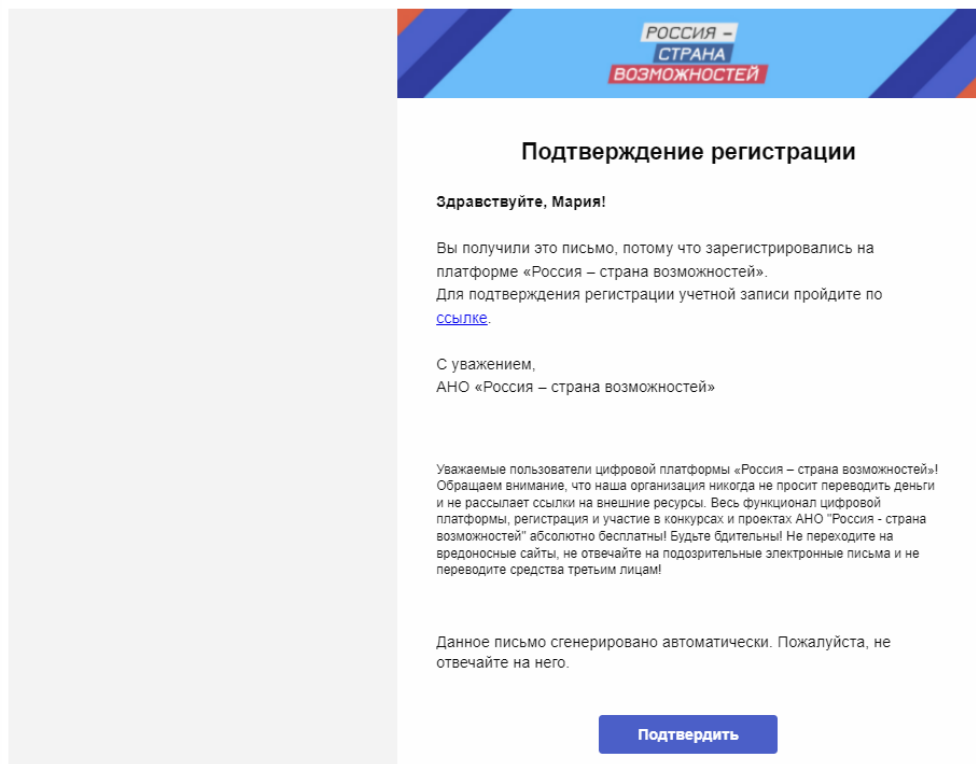 РОССИЯ –
СТРАНА
ВОЗМОЖНОСТЕЙ
Подтверждение регистрации
Здравствуйте, Мария!
Вы получили это письмо, потому что зарегистрировались на
платформе «Россия – страна возможностей».
Для подтверждения регистрации учетной записи пройдите по
ссылке.
С уважением,
АНО «Россия – страна возможностей»
Уважаемые пользователи цифровой платформы «Россия – страна возможностей»!
Обращаем внимание, что наша организация никогда не просит переводить деньги
и не рассылает ссылки на внешние ресурсы. Весь функционал цифровой
платформы, регистрация и участие в конкурсах и проектах АНО "Россия - страна
возможностей" абсолютно бесплатны! Будьте бдительны! Не переходите на
вредоносные сайты, не отвечайте на подозрительные электронные письма и не
переводите средства третьим лицам!
Данное письмо сгенерировано автоматически. Пожалуйста, не
отвечайте на него.
Подтвердить